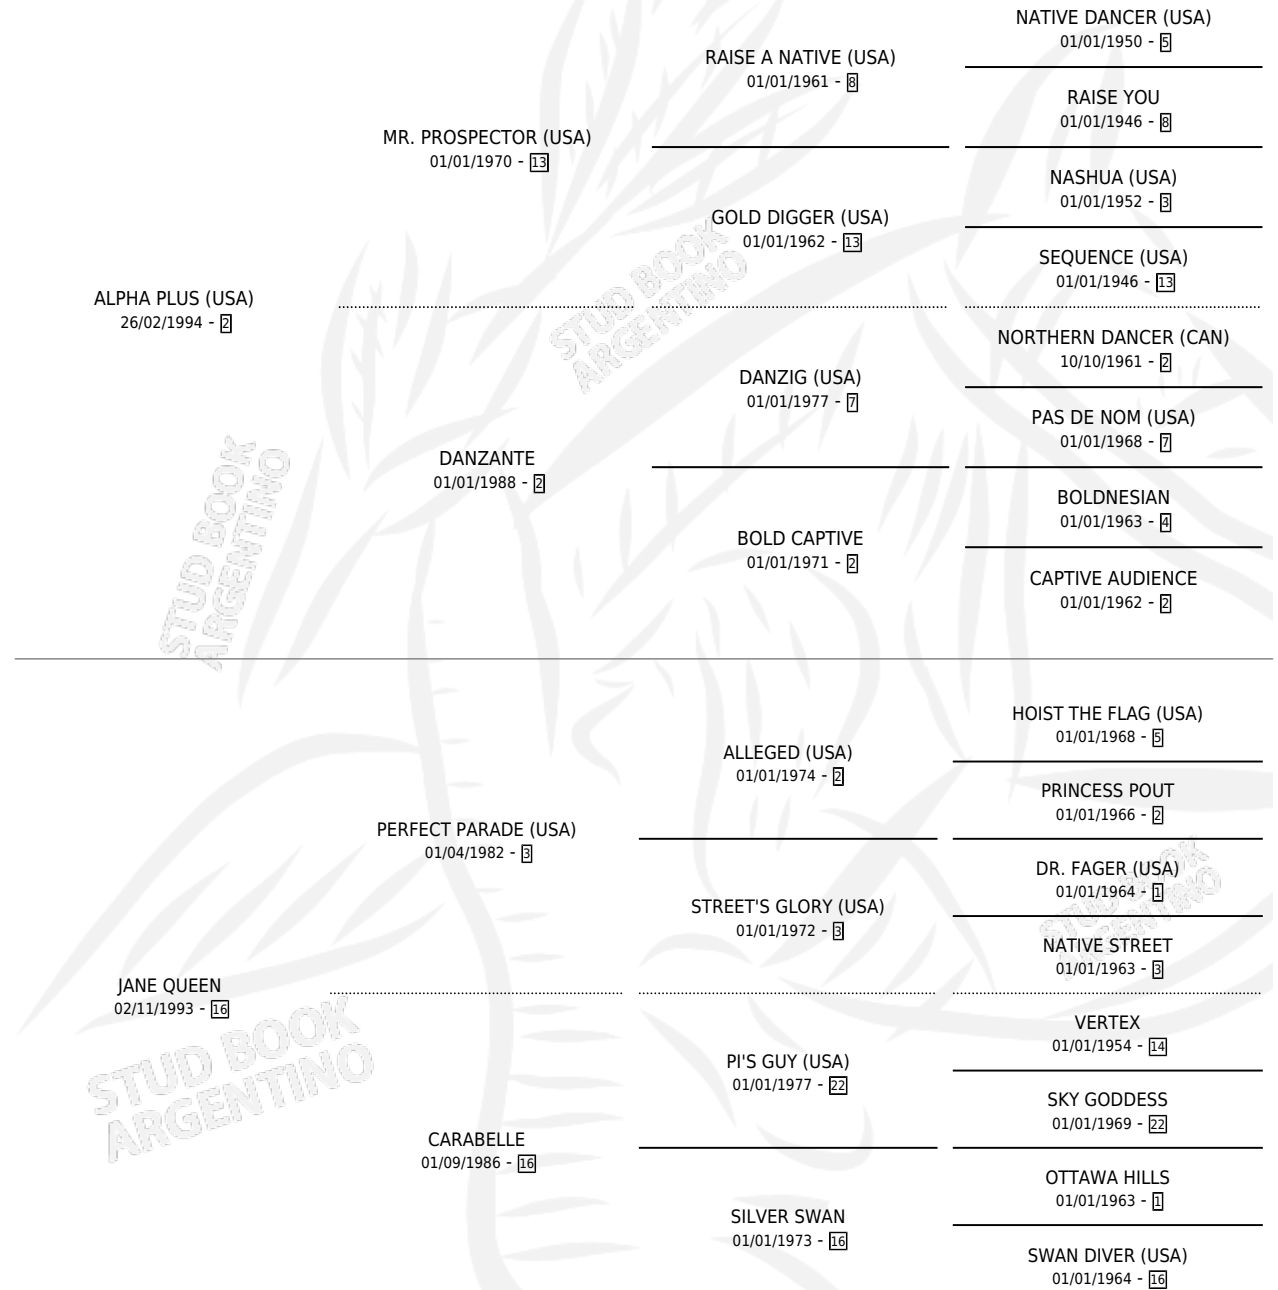 NATIVE DANCER (USA)
01/01/1950 - 5
RAISE A NATIVE (USA)
01/01/1961 - 8
RAISE YOU
01/01/1946 - 8
MR. PROSPECTOR (USA)
01/01/1970 - 13
NASHUA (USA)
01/01/1952 - 3
GOLD DIGGER (USA)
01/01/1962 - 13
SEQUENCE (USA)
01/01/1946 - 13
ALPHA PLUS (USA)
26/02/1994 - 2
STUD BOOK
ARGENTINO
NORTHERN DANCER (CAN)
10/10/1961 - 2
DANZIG (USA)
01/01/1977 - 7
PAS DE NOM (USA)
01/01/1968 - 7
DANZANTE
01/01/1988 - 2
BOLDNESIAN
01/01/1963 - 4
BOLD CAPTIVE
01/01/1971 - 2
CAPTIVE AUDIENCE
01/01/1962 - 2
STUD BOOK
ARGENTINO
HOIST THE FLAG (USA)
01/01/1968 - 5
ALLEGED (USA)
01/01/1974 - 2
PRINCESS POUT
01/01/1966 - 2
PERFECT PARADE (USA)
01/04/1982 - 3
DR. FAGER (USA)
01/01/1964 - 1
STREET'S GLORY (USA)
01/01/1972 - 3
STUD BOOK
ARGENTINO
NATIVE STREET
01/01/1963 - 3
JANE QUEEN
02/11/1993 - 16
STUD BOOK
ARGENTINO
VERTEX
01/01/1954 - 14
PI'S GUY (USA)
01/01/1977 - 22
SKY GODDESS
01/01/1969 - 22
CARABELLE
01/09/1986 - 16
OTTAWA HILLS
01/01/1963 - 1
SILVER SWAN
01/01/1973 - 16
SWAN DIVER (USA)
01/01/1964 - 16